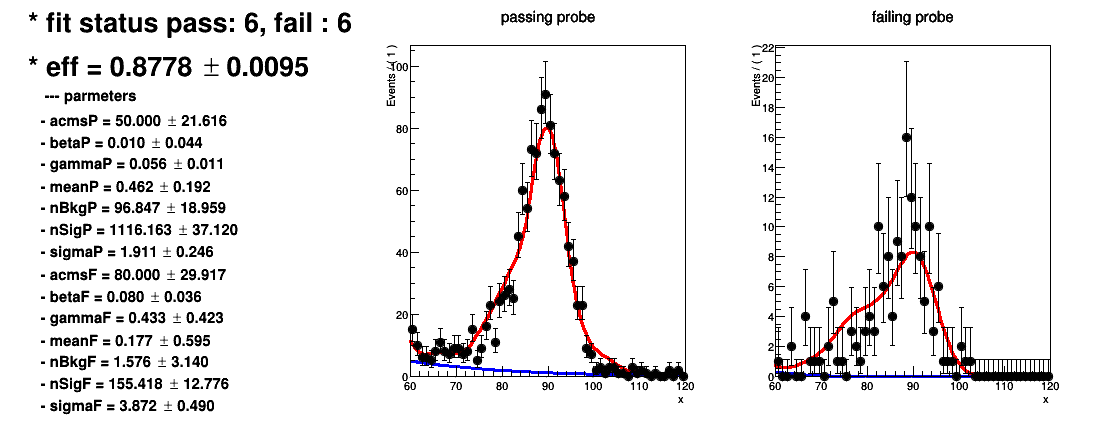 * fit status pass: 6, fail : 6
* eff = 0.8778 ± 0.0095
--- parmeters
- acmsP = 50.000 ± 21.616
- betaP = 0.010 ± 0.044
- gammaP = 0.056 ± 0.011
- meanP = 0.462 ± 0.192
- nBkgP = 96.847 ± 18.959
- nSigP = 1116.163 ± 37.120
- sigmaP = 1.911 ± 0.246
- acmsF = 80.000 ± 29.917
- betaF = 0.080 ± 0.036
- gammaF = 0.433 ± 0.423
- meanF = 0.177 ± 0.595
- nBkgF = 1.576 ± 3.140
- nSigF = 155.418 ± 12.776
- sigmaF = 3.872 ± 0.490
passing probe
Events / ( 1 )
100
80
60
40
20
0
60 70 80 90 100 110 120
x
failing probe
Events / ( 1 )
22
20
18
16
14
12
10
8
6
4
2
0
60 70 80 90 100 110 120
x